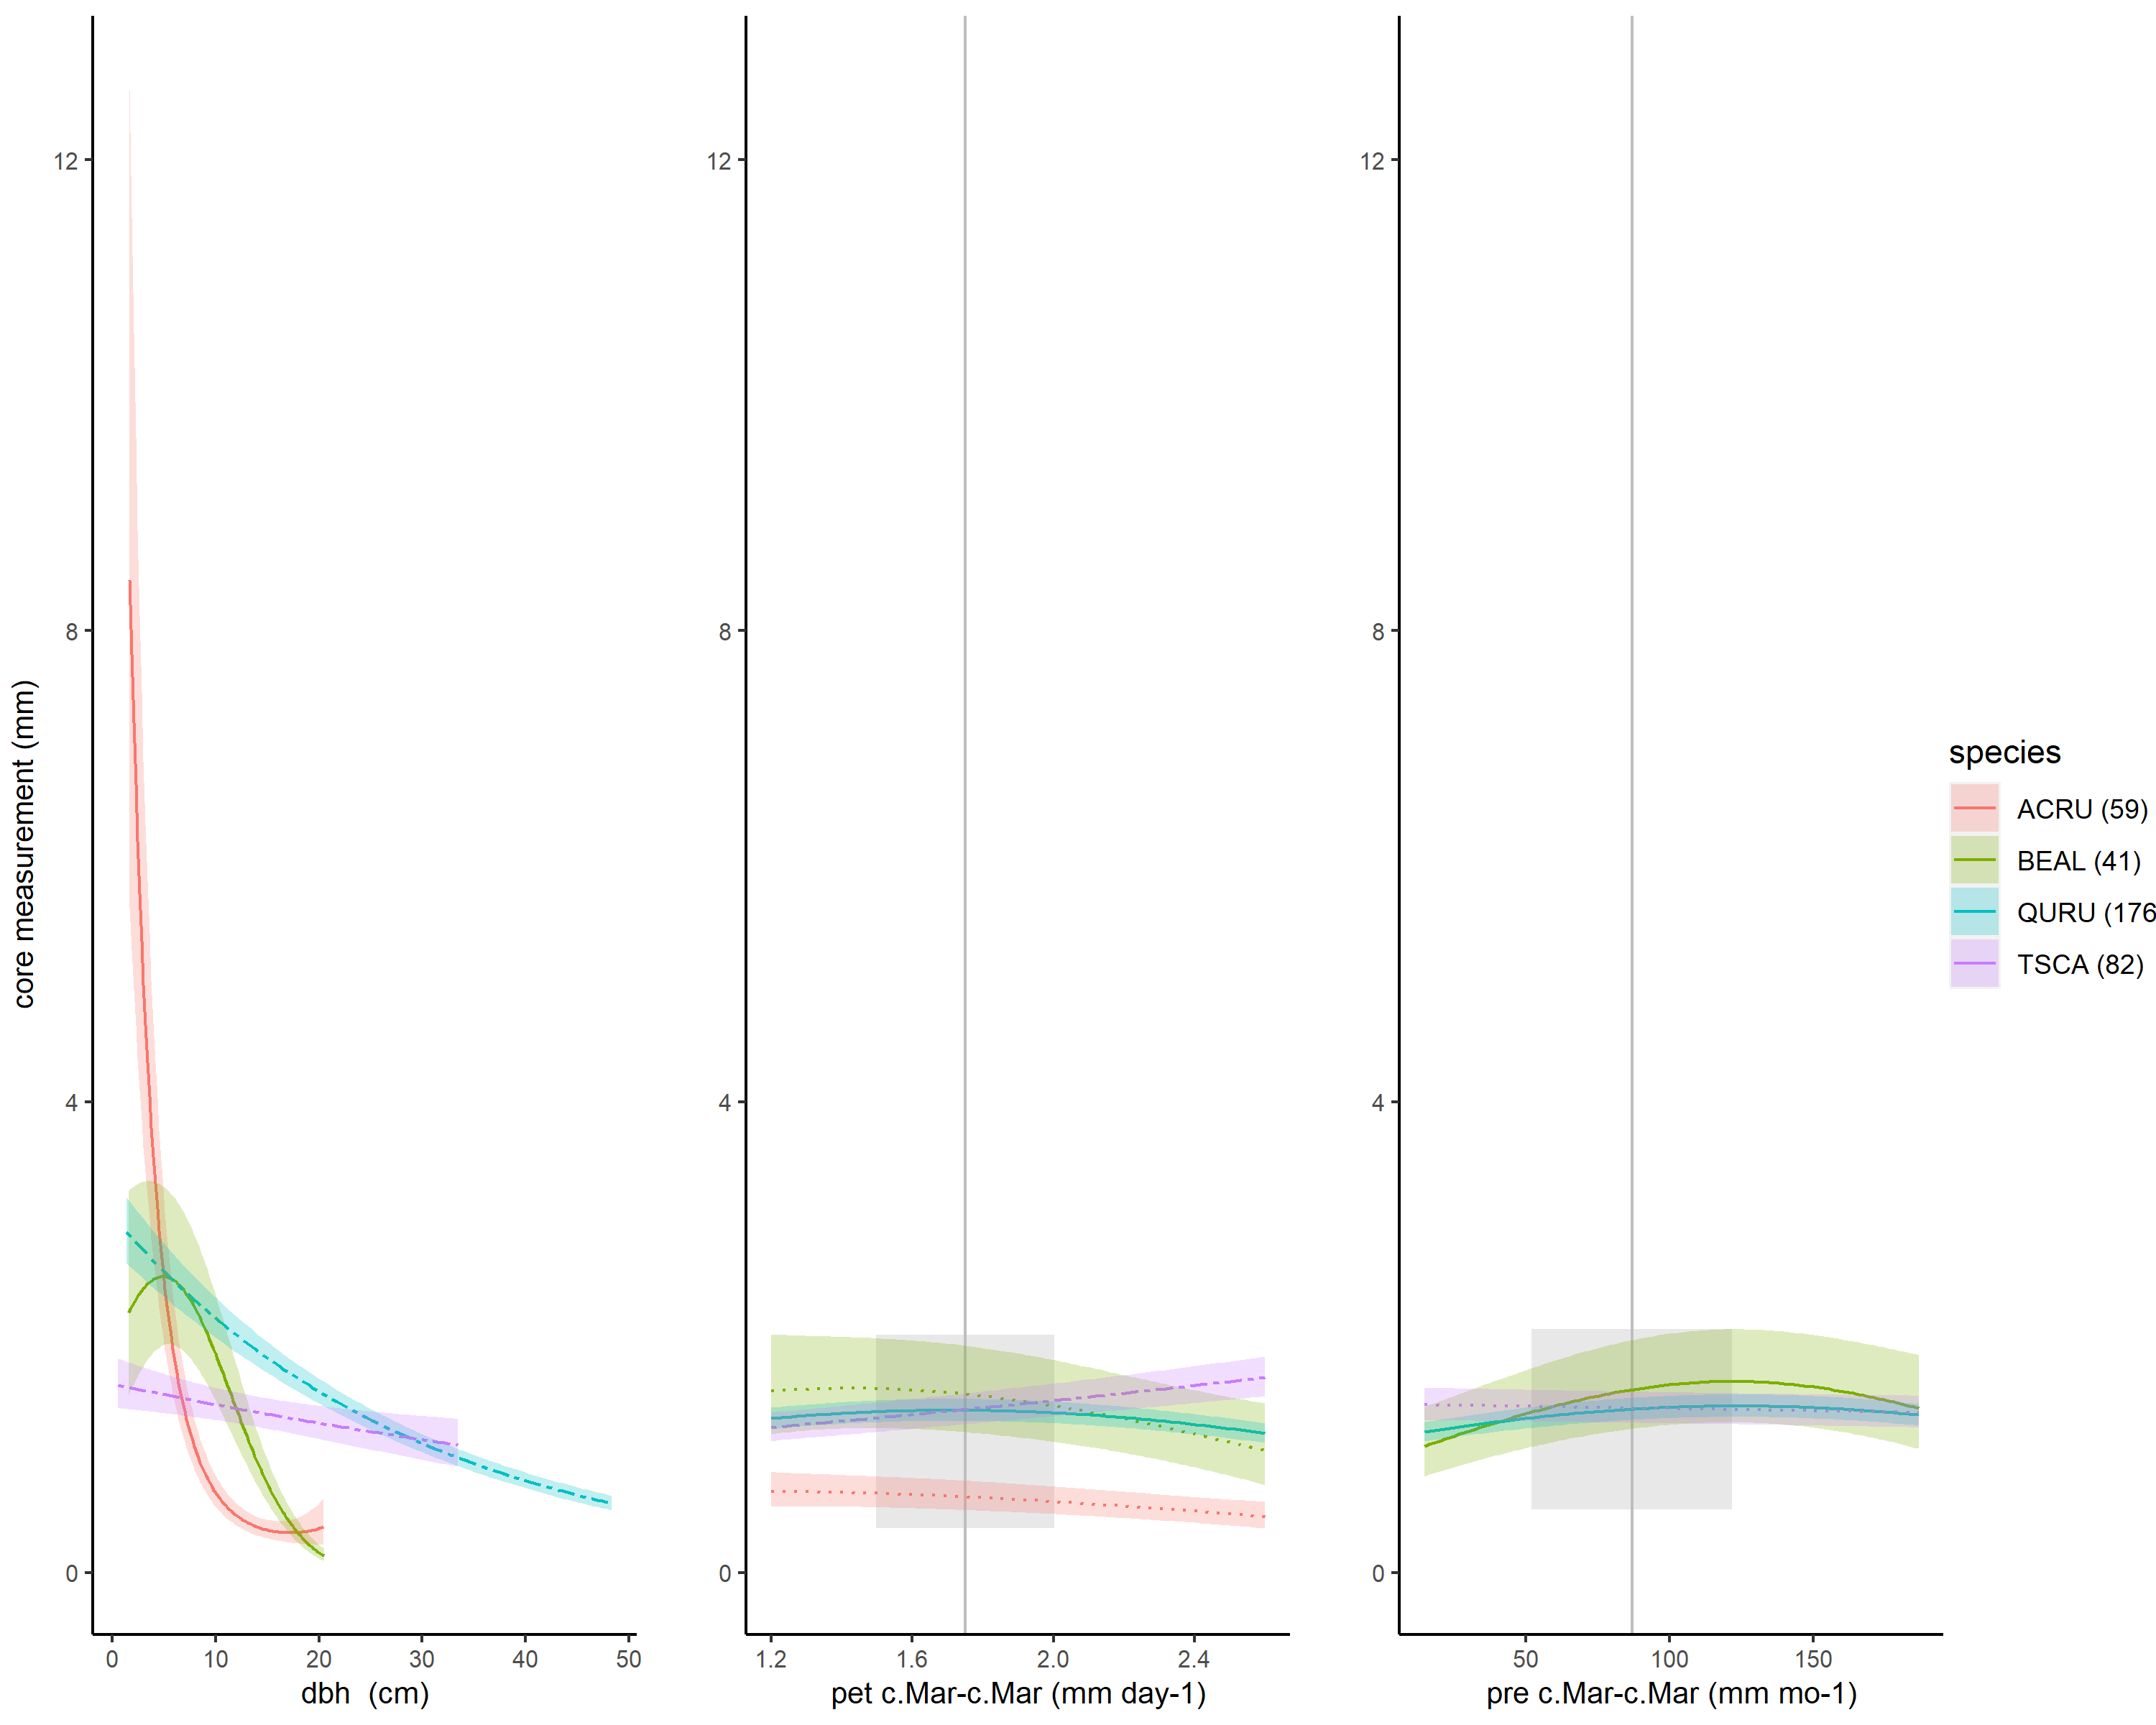 core measurement (mm)
12
8
4
0
0 10 20 30 40 50
dbh  (cm)
12
8
4
0
1.2 1.6 2.0 2.4
pet c.Mar-c.Mar (mm day-1)
12
8
4
0
50 100 150
pre c.Mar-c.Mar (mm mo-1)
species
ACRU (59)
BEAL (41)
QURU (176
TSCA (82)